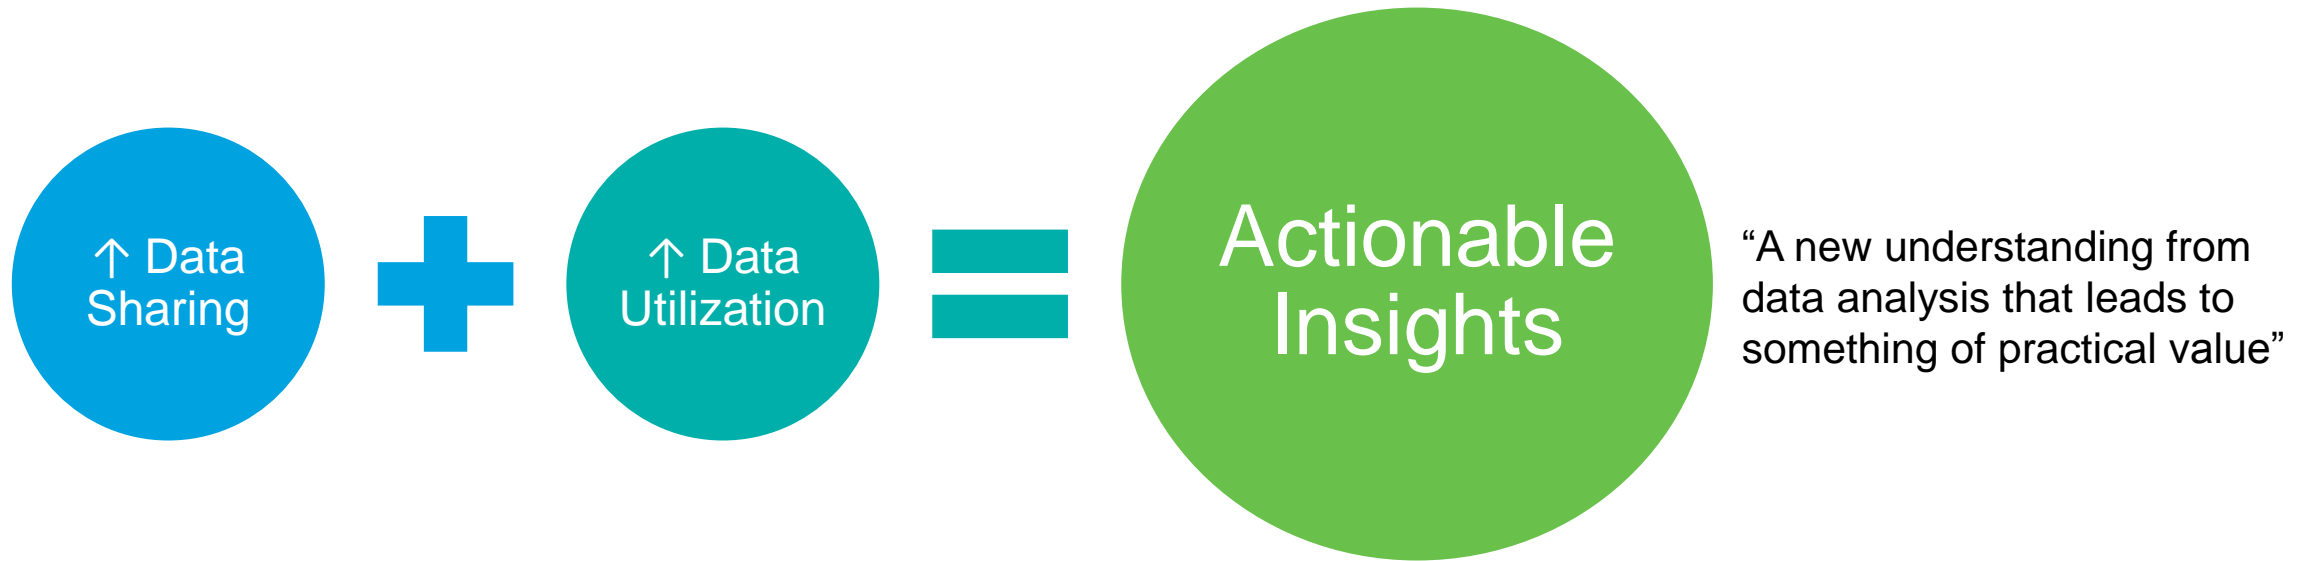 ↑ Data
Sharing
↑ Data
Utilization
Actionable
Insights
“A new understanding from
data analysis that leads to
something of practical value”